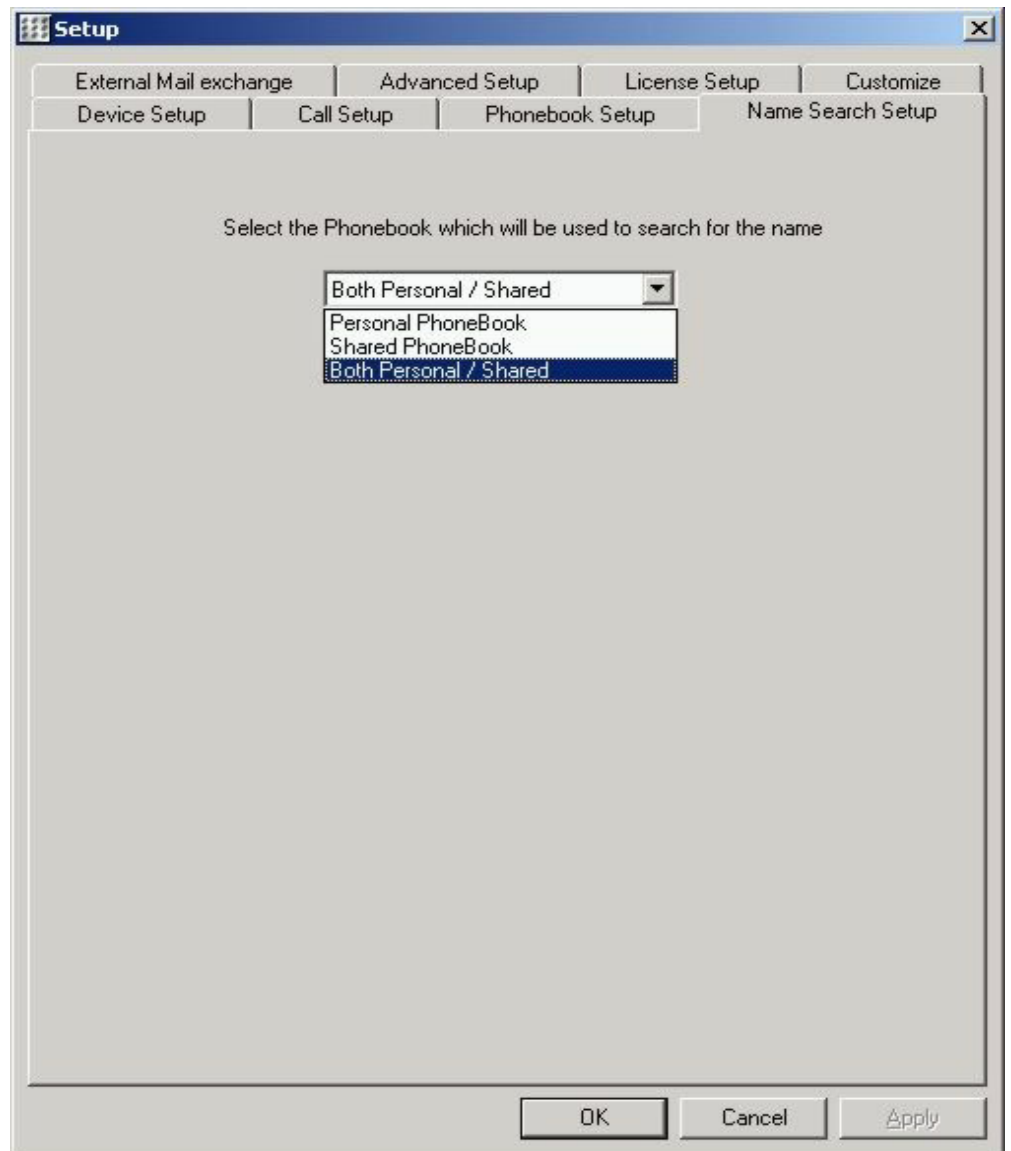 Setup
External Mail exchange Advanced Setup License Setup Customize
Device Setup Call Setup Phonebook Setup Name Search Setup
Select the Phonebook which will be used to search for the name
Both Personal / Shared
Personal PhoneBook
Shared PhoneBook
Both Personal / Shared
OK Cancel Apply